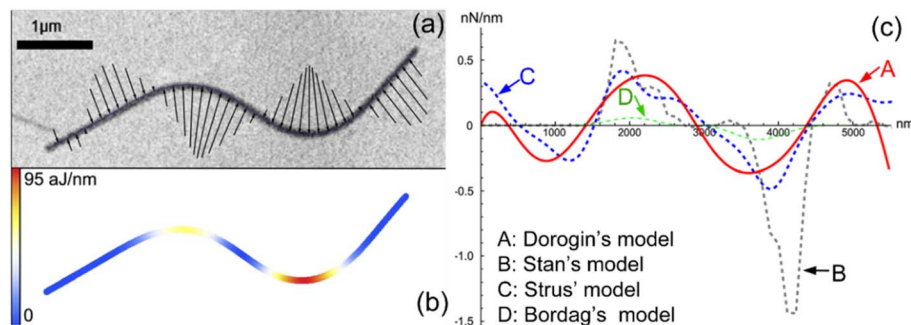 1μm
(a)
95 aJ/nm
0
(b)
nN/nm
(c)
A
C
D
0.5
0
nm
1000
2000
3000
4000
5000
-0.5
-1.0
-1.5
B
A: Dorogin's model
B: Stan's model
C: Strus' model
D: Bordag's model